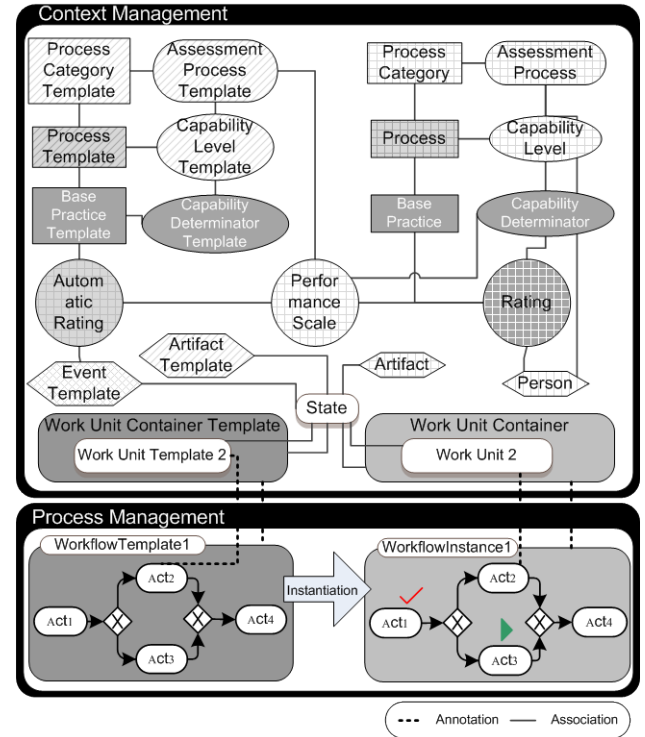 Context Management
Process
Category
Template
Assessment
Process
Template
Process
Category
Assessment
Process
Process
Template
Capability
Level
Template
Process
Capability
Level
Base
Practice
Template
Capability
Determinator
Template
Base
Practice
Capability
Determinator
Autom
atic
Rating
Perfor
mance
Scale
Rating
Artifact
Template
Artifact
Event
Template
Person
State
Work Unit Container Template
Work Unit Template 2
Work Unit Container
Work Unit 2
Process Management
WorkflowTemplate1
WorkflowInstance1
Act2
Act1
X
X
Act4
Act3
Instantiation
Act2
Act1
X
X
Act4
Act3
Annotation
Association